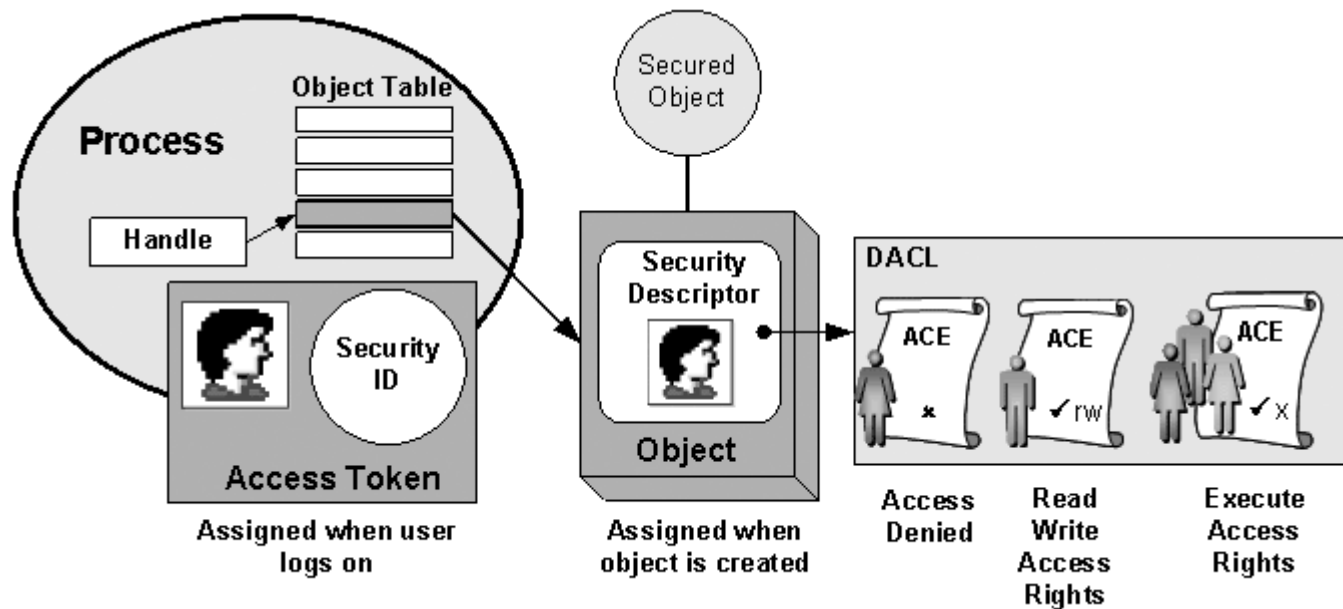 Object Table
Process
Handle
Security
ID
Access Token
Assigned when user
logs on
Secured
Object
Security
Descriptor
Object
Assigned when
object is created
DACL
ACE
x
ACE
✓ rw
ACE
✓ x
Access
Denied
Read
Write
Access
Rights
Execute
Access
Rights